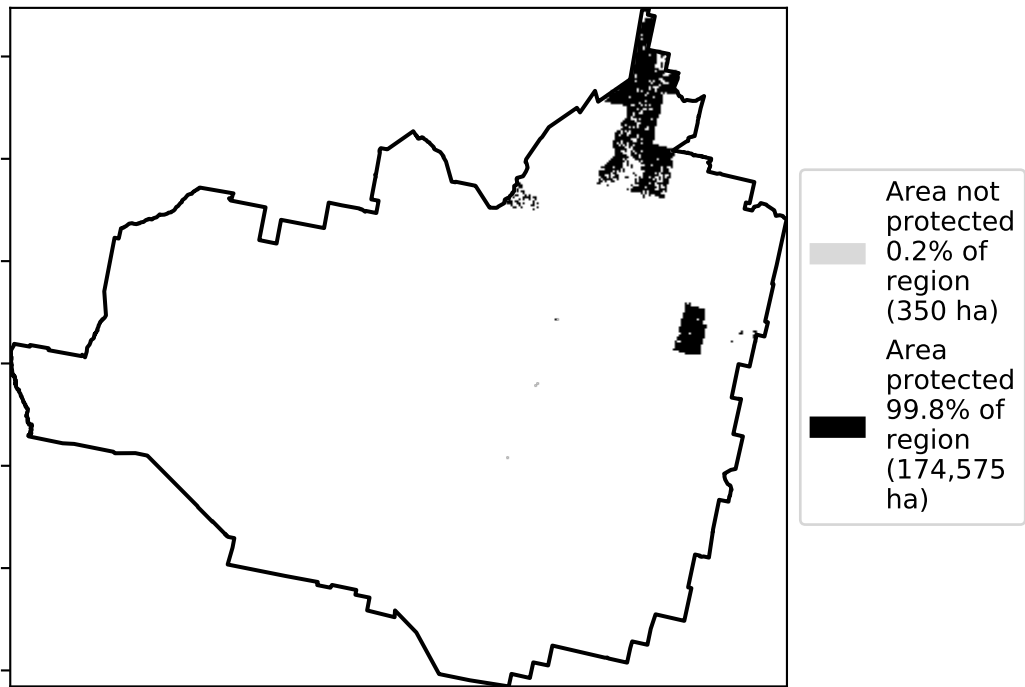 Area not
protected
0.2% of
region
(350 ha)
Area
protected
99.8% of
region
(174,575
ha)